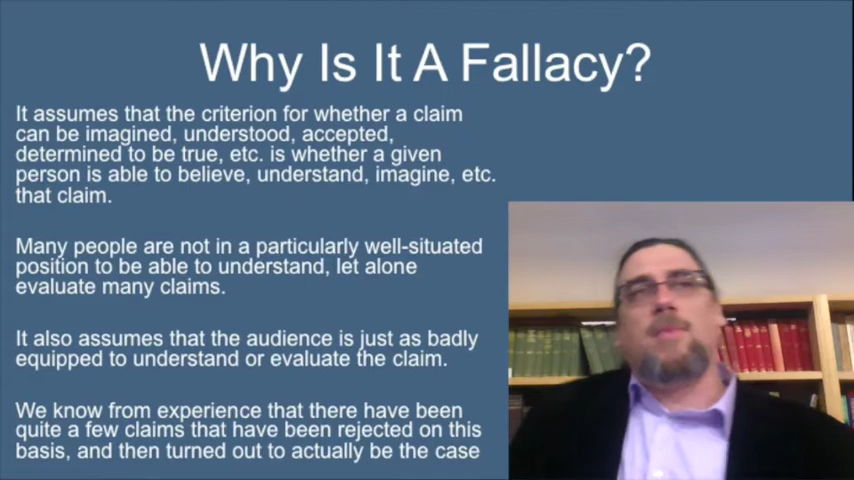 Why Is It A Fallacy?
It assumes that the criterion for whether a claim
can be imagined, understood, accepted,
determined to be true, etc. is whether a given
person is able to believe, understand, imagine, etc.
that claim.
Many people are not in a particularly well-situated
position to be able to understand, let alone
evaluate many claims.
It also assumes that the audience is just as badly
equipped to understand or evaluate the claim.
We know from experience that there have been
quite a few claims that have been rejected on this
basis, and then turned out to actually be the case